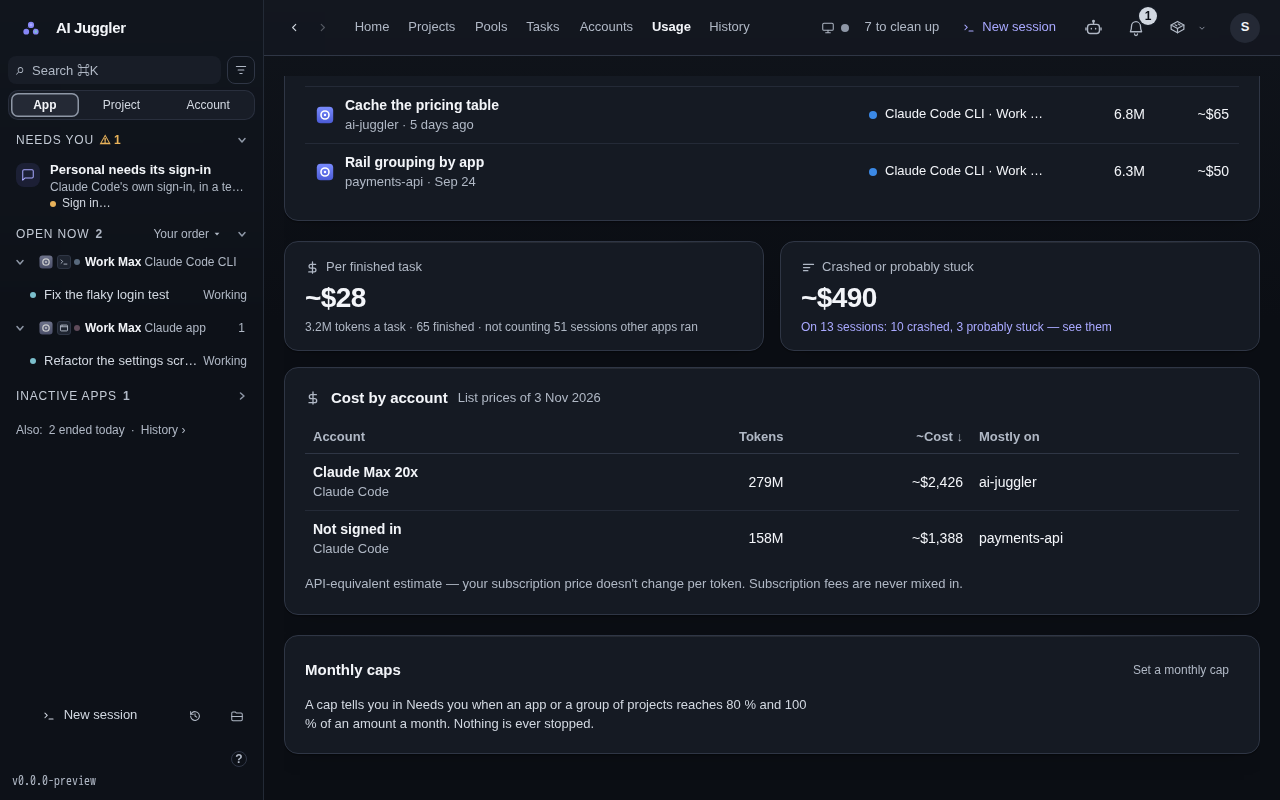 AI Juggler
Search ⌘K
App
Project
Account
NEEDS YOU 1
Personal needs its sign-in
Claude Code's own sign-in, in a te…
Sign in…
OPEN NOW 2
Your order
Work Max Claude Code CLI
Fix the flaky login test
Working
Work Max Claude app
1
Refactor the settings scr…
Working
INACTIVE APPS 1
Also: 2 ended today · History ›
New session
?
v0.0.0-preview
Home
Projects
Pools
Tasks
Accounts
Usage
History
7 to clean up
New session
1
S
Cache the pricing table
ai-juggler · 5 days ago
Claude Code CLI · Work …
6.8M
~$65
Rail grouping by app
payments-api · Sep 24
Claude Code CLI · Work …
6.3M
~$50
Per finished task
~$28
3.2M tokens a task · 65 finished · not counting 51 sessions other apps ran
Crashed or probably stuck
~$490
On 13 sessions: 10 crashed, 3 probably stuck — see them
Cost by account
List prices of 3 Nov 2026
Account
Tokens
~Cost ↓
Mostly on
Claude Max 20x
Claude Code
279M
~$2,426
ai-juggler
Not signed in
Claude Code
158M
~$1,388
payments-api
API-equivalent estimate — your subscription price doesn't change per token. Subscription fees are never mixed in.
Monthly caps
Set a monthly cap
A cap tells you in Needs you when an app or a group of projects reaches 80 % and 100
% of an amount a month. Nothing is ever stopped.